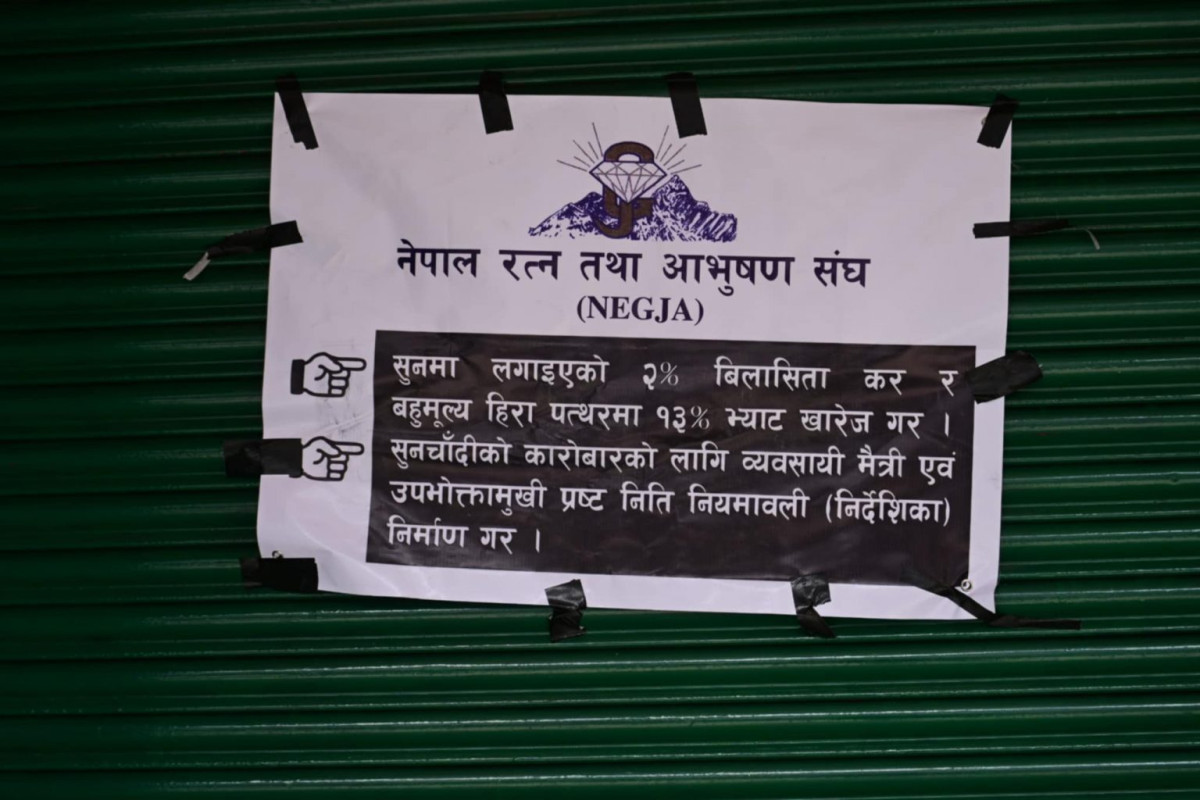 नेपाल रत्न तथा आभुषण संघ
(NEGJA)
सुनमा लगाइएको २% बिलासिता कर र
बहुमूल्य हिरा पत्थरमा १३% भ्याट खारेज गर ।
सुनचाँदीको कारोबारको लागि व्यवसायी मैत्री एवं
उपभोक्तामुखी प्रष्ट निति नियमावली (निर्देशिका)
निर्माण गर ।